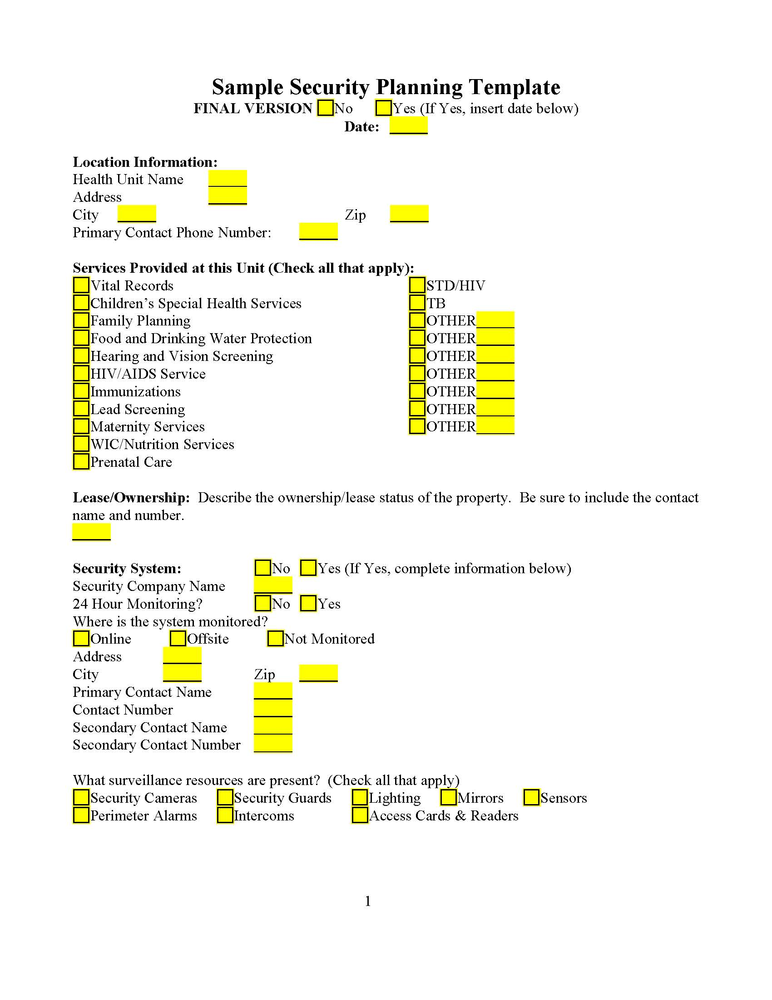 Sample Security Planning Template
FINAL VERSION No Yes (If Yes, insert date below)
Date:
Location Information:
Health Unit Name
Address
City Zip
Primary Contact Phone Number:
Services Provided at this Unit (Check all that apply):
Vital Records STD/HIV
Children’s Special Health Services TB
Family Planning OTHER
Food and Drinking Water Protection OTHER
Hearing and Vision Screening OTHER
HIV/AIDS Service OTHER
Immunizations OTHER
Lead Screening OTHER
Maternity Services OTHER
WIC/Nutrition Services
Prenatal Care
Lease/Ownership: Describe the ownership/lease status of the property. Be sure to include the contact
name and number.
Security System: No Yes (If Yes, complete information below)
Security Company Name
24 Hour Monitoring? No Yes
Where is the system monitored?
Online Offsite Not Monitored
Address
City Zip
Primary Contact Name
Contact Number
Secondary Contact Name
Secondary Contact Number
What surveillance resources are present? (Check all that apply)
Security Cameras Security Guards Lighting Mirrors Sensors
Perimeter Alarms Intercoms Access Cards & Readers
1